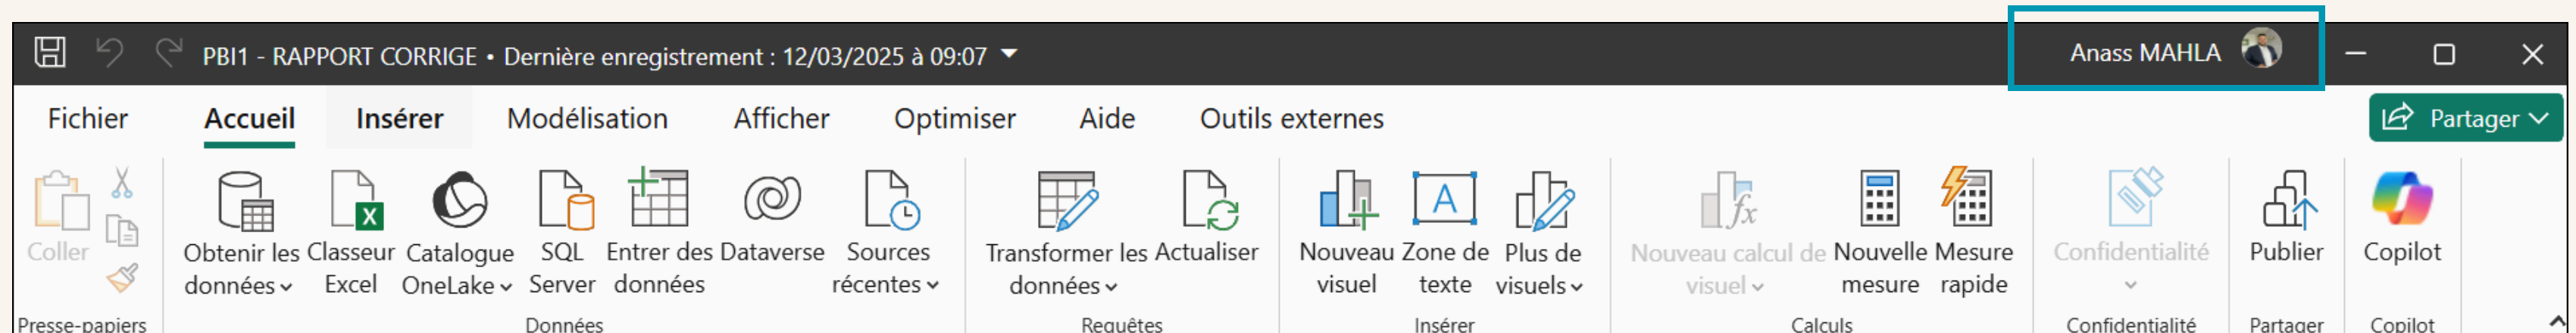 PBI1 - RAPPORT CORRIGE • Dernière enregistrement : 12/03/2025 à 09:07
Anass MAHLA
Fichier Accueil Insérer Modélisation Afficher Optimiser Aide Outils externes
Partager
Coller
Obtenir les données
Classeur Excel
Catalogue OneLake
SQL Server
Entrer des données
Dataverse
Sources récentes
Transformer les données
Actualiser
Nouveau visuel
Zone de texte
Plus de visuels
Nouveau calcul de visuel
Nouvelle mesure
Mesure rapide
Confidentialité
Publier
Copilot
Presse-papiers Données Requêtes Insérer Calculs Confidentialité Partager Copilot